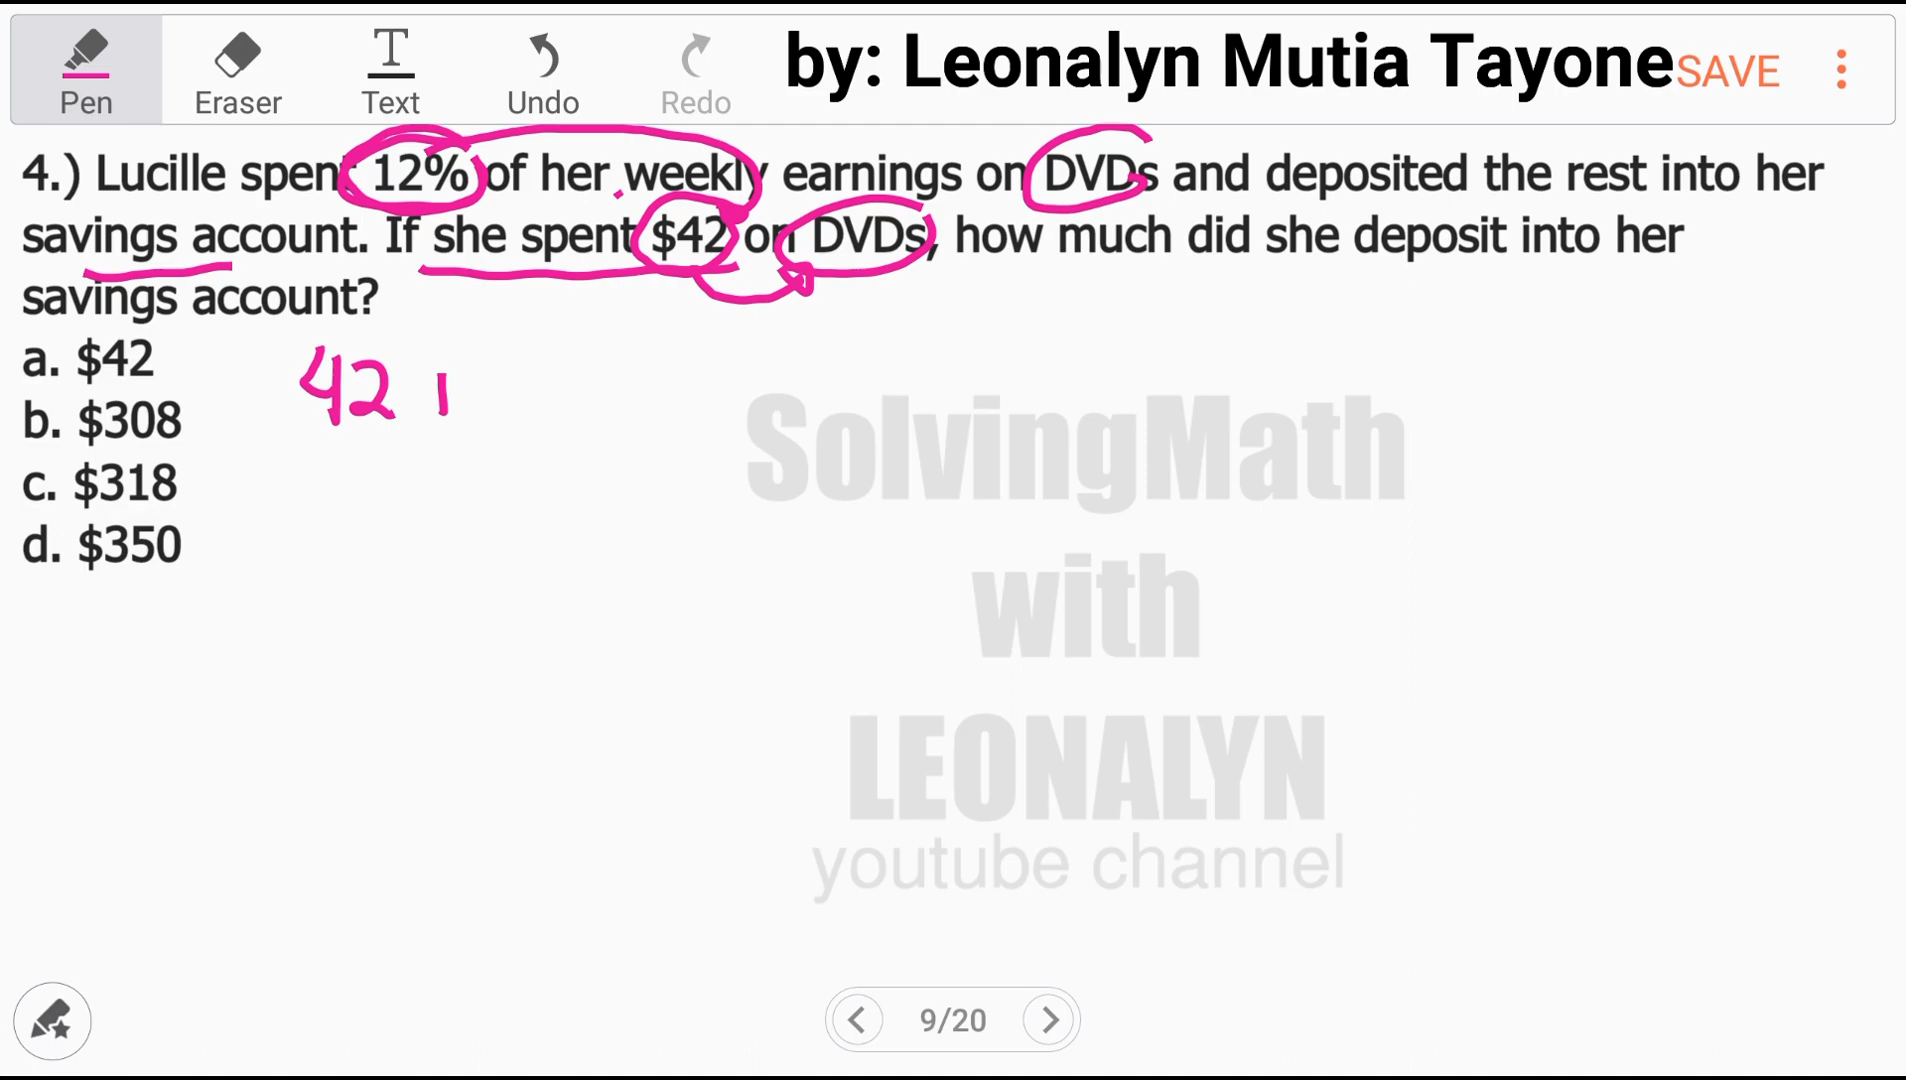 Pen
Eraser
Text
Undo
Redo
by: Leonalyn Mutia Tayone
SAVE
4.) Lucille spent 12% of her weekly earnings on DVDs and deposited the rest into her
savings account. If she spent $42 on DVDs, how much did she deposit into her
savings account?
a. $42
b. $308
c. $318
d. $350
42 1
SolvingMath
with
LEONALYN
youtube channel
9/20